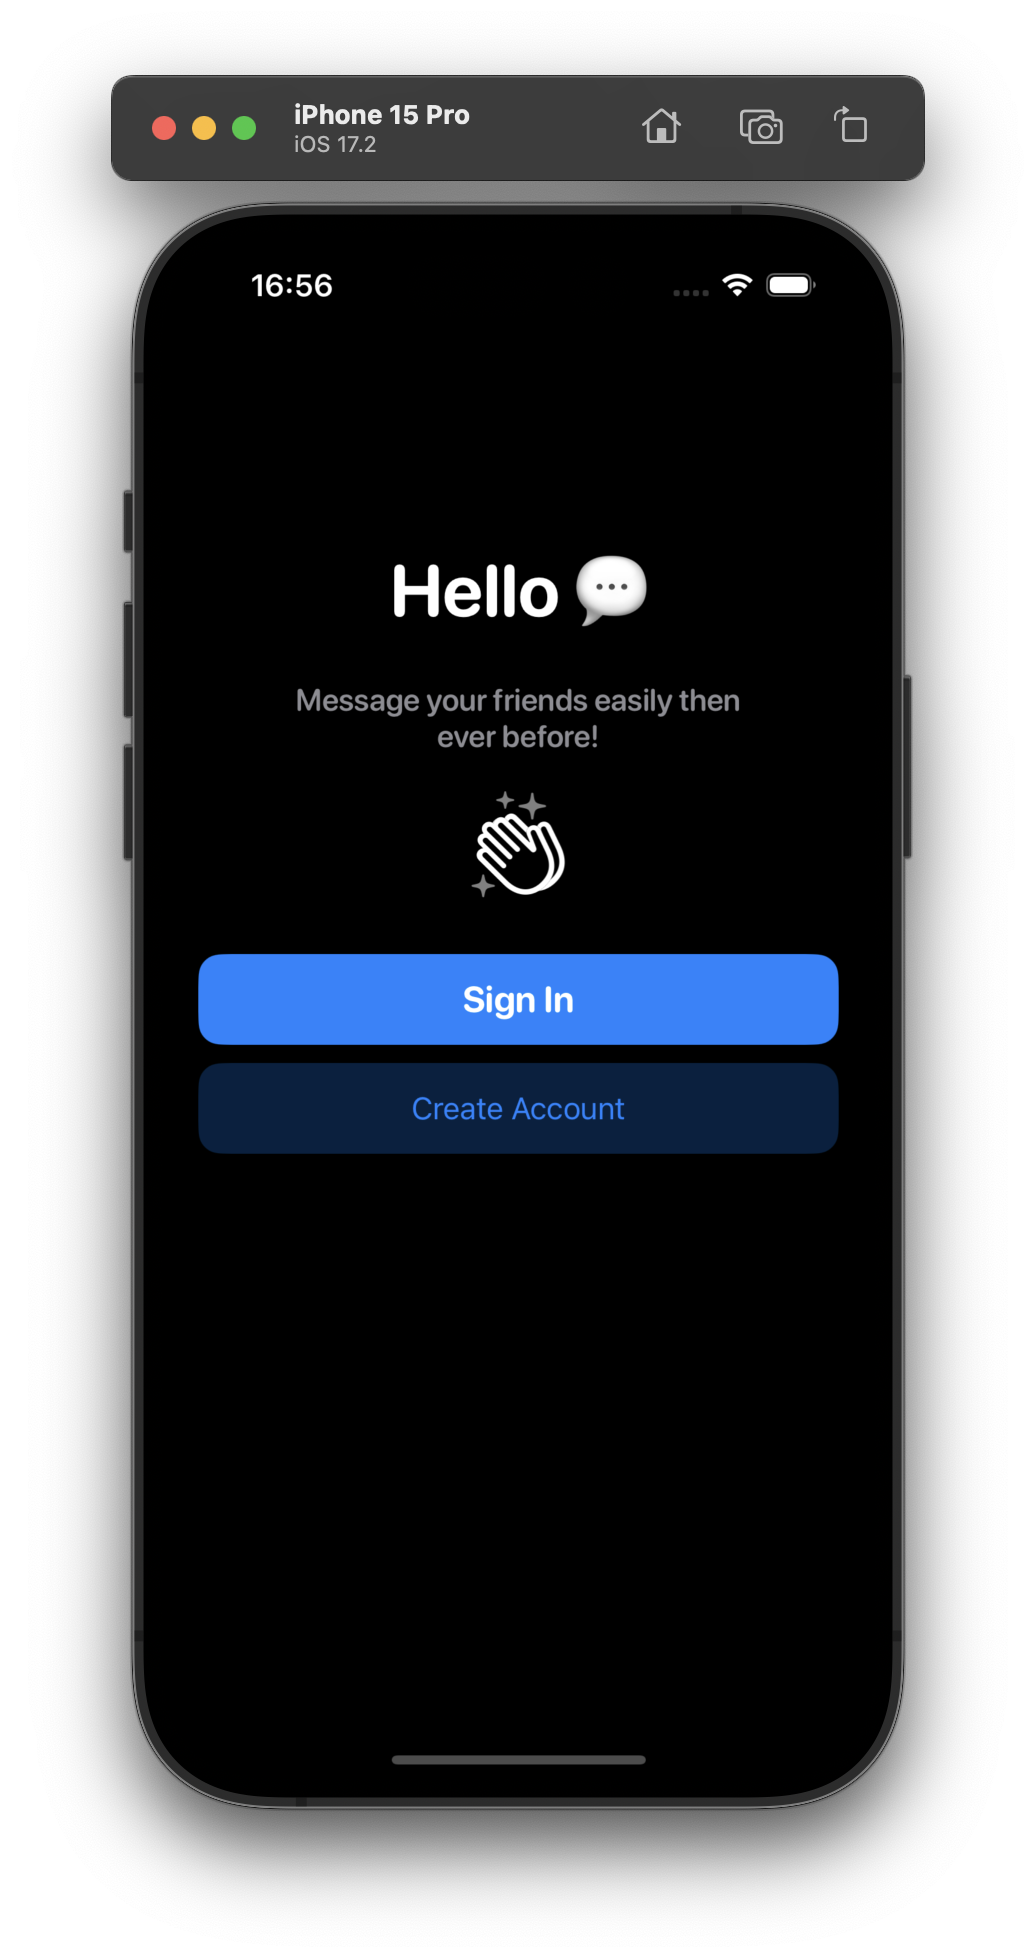 iPhone 15 Pro
iOS 17.2
16:56
Hello 💬
Message your friends easily then
ever before!
Sign In
Create Account